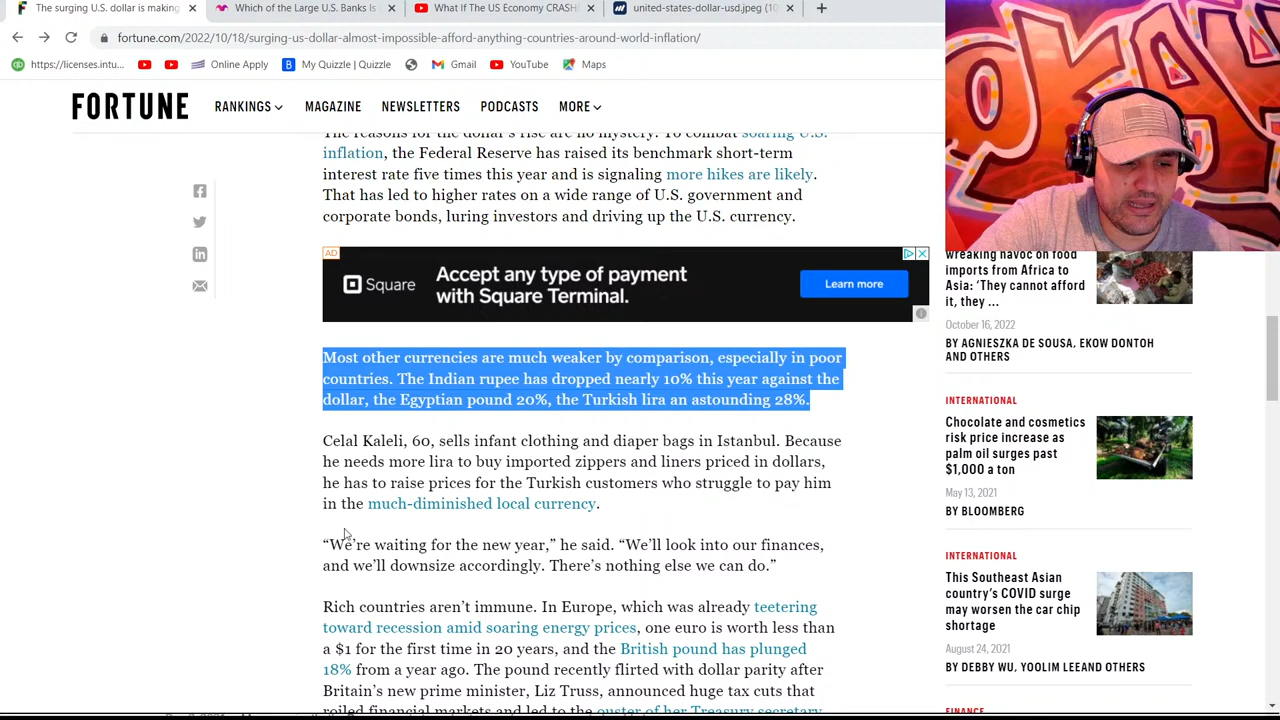 The surging U.S. dollar is making
Which of the Large U.S. Banks Is
What If The US Economy CRASH
united-states-dollar-usd.jpeg (10
fortune.com/2022/10/18/surging-us-dollar-almost-impossible-afford-anything-countries-around-world-inflation/
https://licenses.intu...
Online Apply
My Quizzle | Quizzle
Gmail
YouTube
Maps
FORTUNE
RANKINGS
MAGAZINE
NEWSLETTERS
PODCASTS
MORE
The reasons for the dollar's rise are no mystery. To combat soaring U.S.
inflation, the Federal Reserve has raised its benchmark short-term
interest rate five times this year and is signaling more hikes are likely.
That has led to higher rates on a wide range of U.S. government and
corporate bonds, luring investors and driving up the U.S. currency.
AD
Square
Accept any type of payment
with Square Terminal.
Learn more
Most other currencies are much weaker by comparison, especially in poor
countries. The Indian rupee has dropped nearly 10% this year against the
dollar, the Egyptian pound 20%, the Turkish lira an astounding 28%.
Celal Kaleli, 60, sells infant clothing and diaper bags in Istanbul. Because
he needs more lira to buy imported zippers and liners priced in dollars,
he has to raise prices for the Turkish customers who struggle to pay him
in the much-diminished local currency.
“We’re waiting for the new year,” he said. “We’ll look into our finances,
and we’ll downsize accordingly. There’s nothing else we can do.”
Rich countries aren’t immune. In Europe, which was already teetering
toward recession amid soaring energy prices, one euro is worth less than
a $1 for the first time in 20 years, and the British pound has plunged
18% from a year ago. The pound recently flirted with dollar parity after
Britain’s new prime minister, Liz Truss, announced huge tax cuts that
roiled financial markets and led to the ouster of her Treasury secretary.
wreaking havoc on food
imports from Africa to
Asia: ‘They cannot afford
it, they ...
October 16, 2022
BY AGNIESZKA DE SOUSA, EKOW DONTOH
AND OTHERS
INTERNATIONAL
Chocolate and cosmetics
risk price increase as
palm oil surges past
$1,000 a ton
May 13, 2021
BY BLOOMBERG
INTERNATIONAL
This Southeast Asian
country’s COVID surge
may worsen the car chip
shortage
August 24, 2021
BY DEBBY WU, YOOLIM LEEAND OTHERS
FINANCE